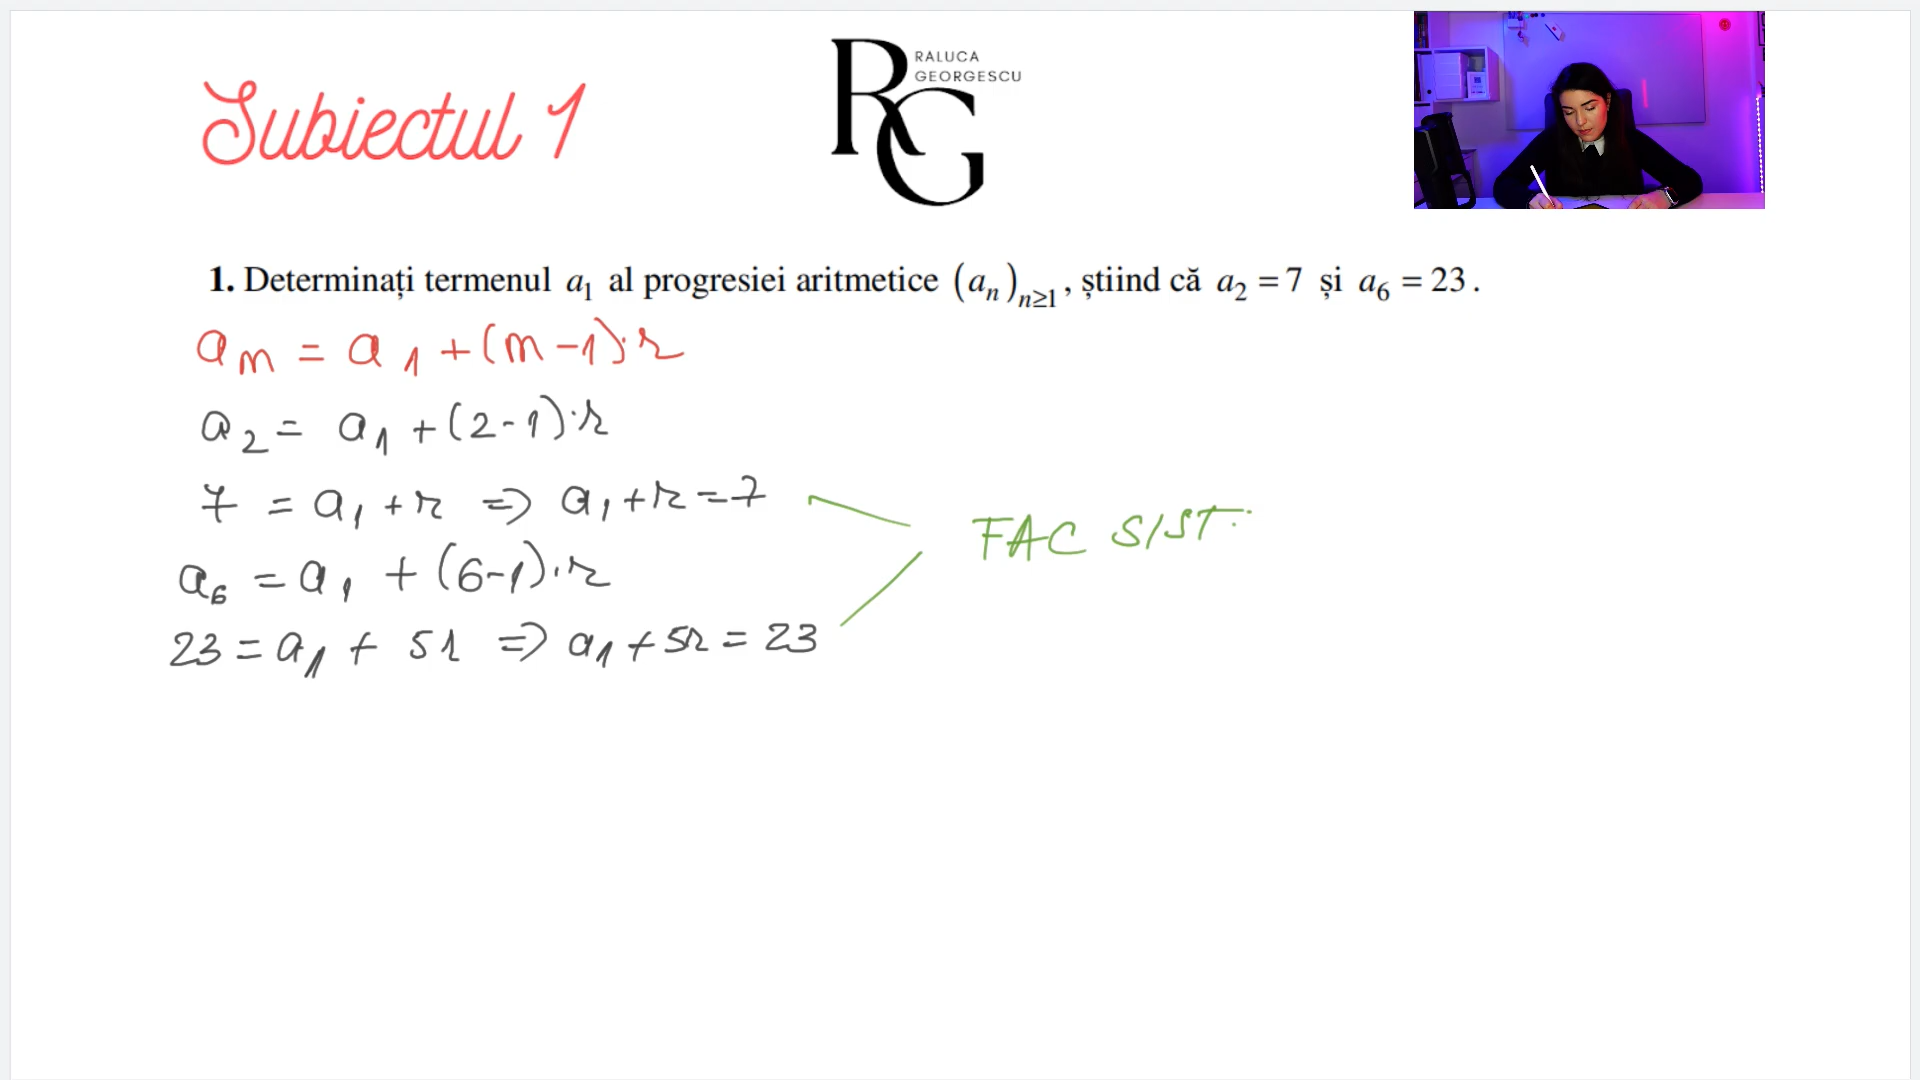 Subiectul 1
RALUCA
GEORGESCU
RG
1. Determinați termenul a₁ al progresiei aritmetice (aₙ)ₙ≥₁, știind că a₂ = 7 și a₆ = 23.
aₙ = a₁ + (n-1)·r
a₂ = a₁ + (2-1)·r
7 = a₁ + r ⇒ a₁ + r = 7
FAC SIST.
a₆ = a₁ + (6-1)·r
23 = a₁ + 5r ⇒ a₁ + 5r = 23